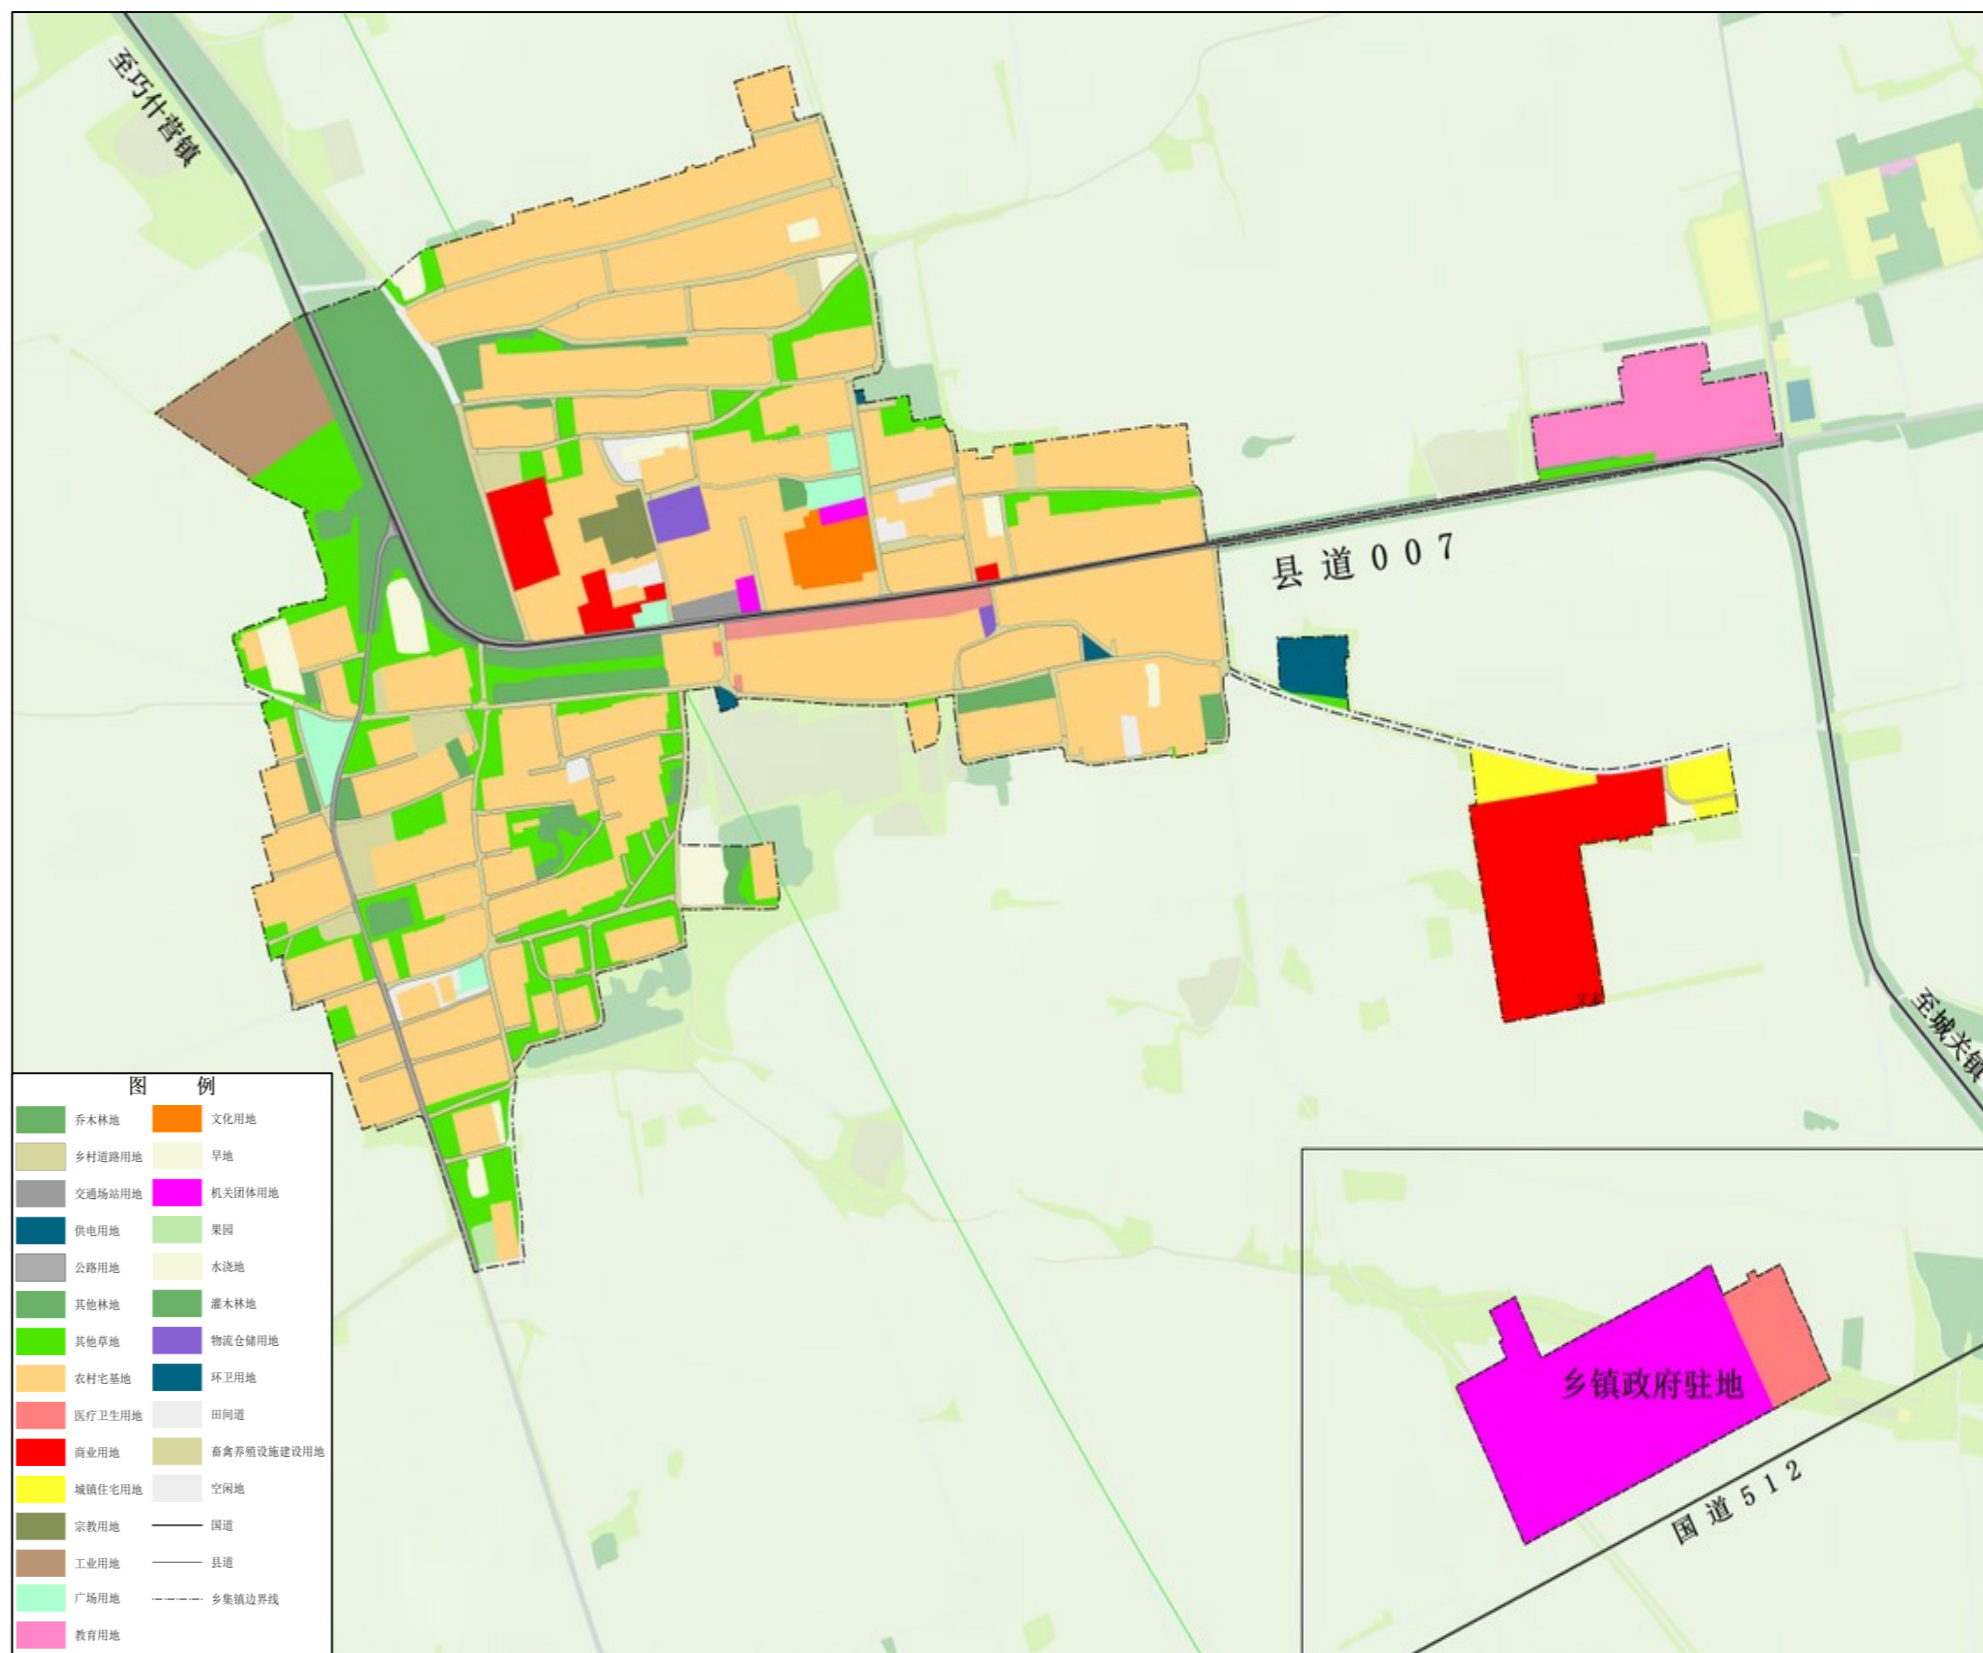 至巧什营镇
县道007
至城关镇
乡镇政府驻地
国道512
图 例
乔木林地
乡村道路用地
交通场站用地
供电用地
公路用地
其他林地
其他草地
农村宅基地
医疗卫生用地
商业用地
城镇住宅用地
宗教用地
工业用地
广场用地
教育用地
文化用地
旱地
机关团体用地
果园
水浇地
灌木林地
物流仓储用地
环卫用地
田间道
畜禽养殖设施建设用地
空闲地
国道
县道
乡集镇边界线